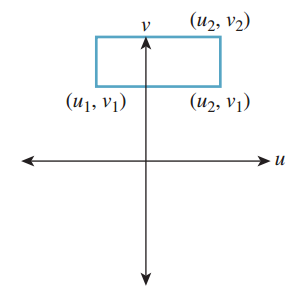 v (u₂, v₂)
(u₁, v₁) (u₂, v₁)
u